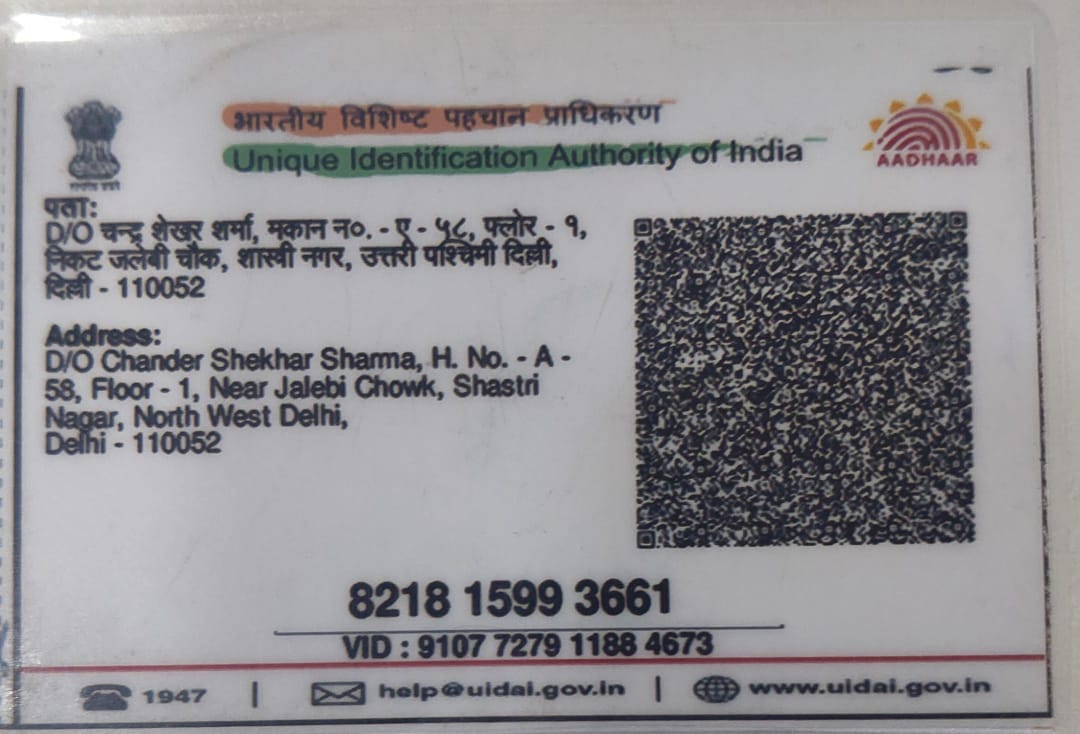 भारतीय विशिष्ट पहचान प्राधिकरण
Unique Identification Authority of India
AADHAAR
पता:
D/O चन्द्र शेखर शर्मा, मकान न०. - ए - ५८, फ्लोर - १,
निकट जलेबी चौक, शास्त्री नगर, उत्तरी पश्चिमी दिल्ली,
दिल्ली - 110052
Address:
D/O Chander Shekhar Sharma, H. No. - A -
58, Floor - 1, Near Jalebi Chowk, Shastri
Nagar, North West Delhi,
Delhi - 110052
8218 1599 3661
VID : 9107 7279 1188 4673
1947 | help@uidai.gov.in | www.uidai.gov.in